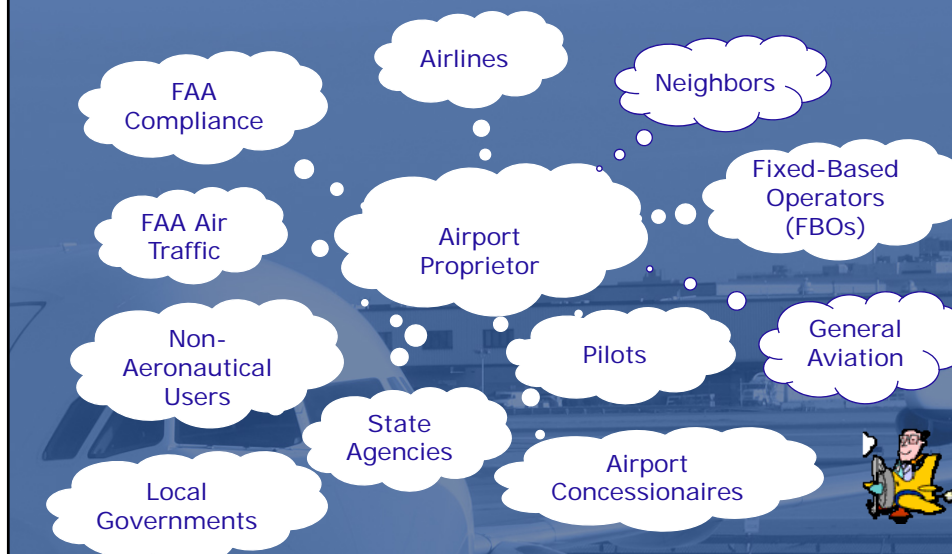 Airlines
Neighbors
FAA
Compliance
Fixed-Based
Operators
(FBOs)
FAA Air
Traffic
Airport
Proprietor
General
Aviation
Non-
Aeronautical
Users
Pilots
State
Agencies
Airport
Concessionaires
Local
Governments